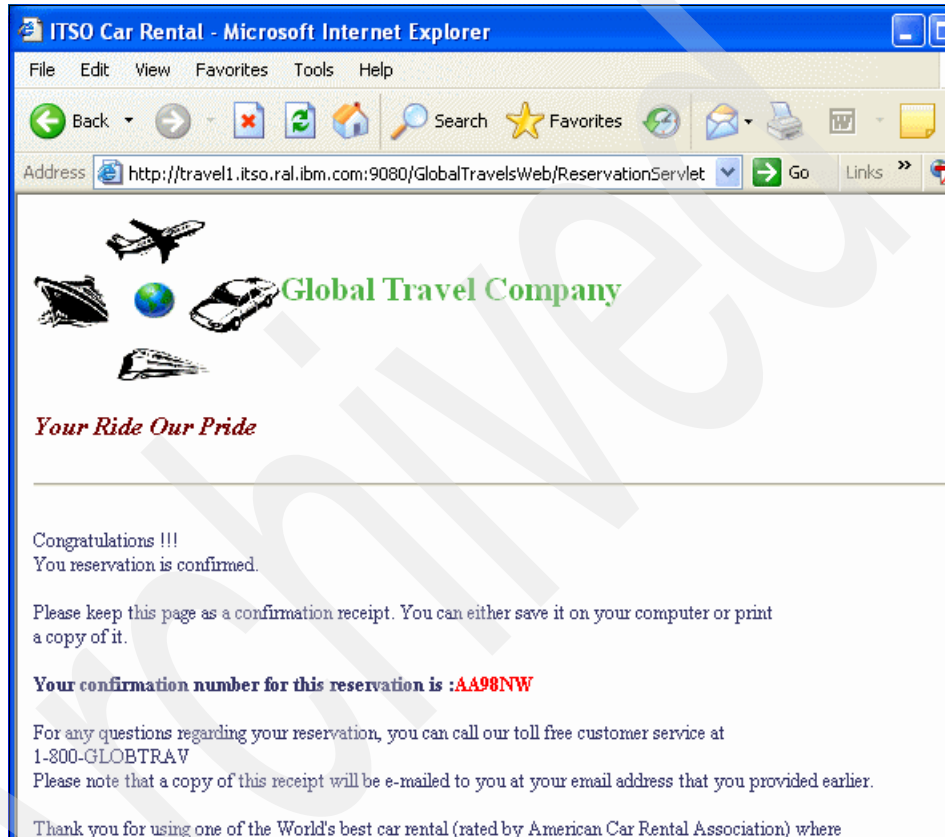 ITSO Car Rental - Microsoft Internet Explorer
File Edit View Favorites Tools Help
Back Search Favorites W
Address http://travel1.itso.ral.ibm.com:9080/GlobalTravelsWeb/ReservationServlet Go Links »
Global Travel Company
Your Ride Our Pride
Congratulations !!!
You reservation is confirmed.
Please keep this page as a confirmation receipt. You can either save it on your computer or print
a copy of it.
Your confirmation number for this reservation is :AA98NW
For any questions regarding your reservation, you can call our toll free customer service at
1-800-GLOBTRAV
Please note that a copy of this receipt will be e-mailed to you at your email address that you provided earlier.
Thank you for using one of the World's best car rental (rated by American Car Rental Association) where
rchived